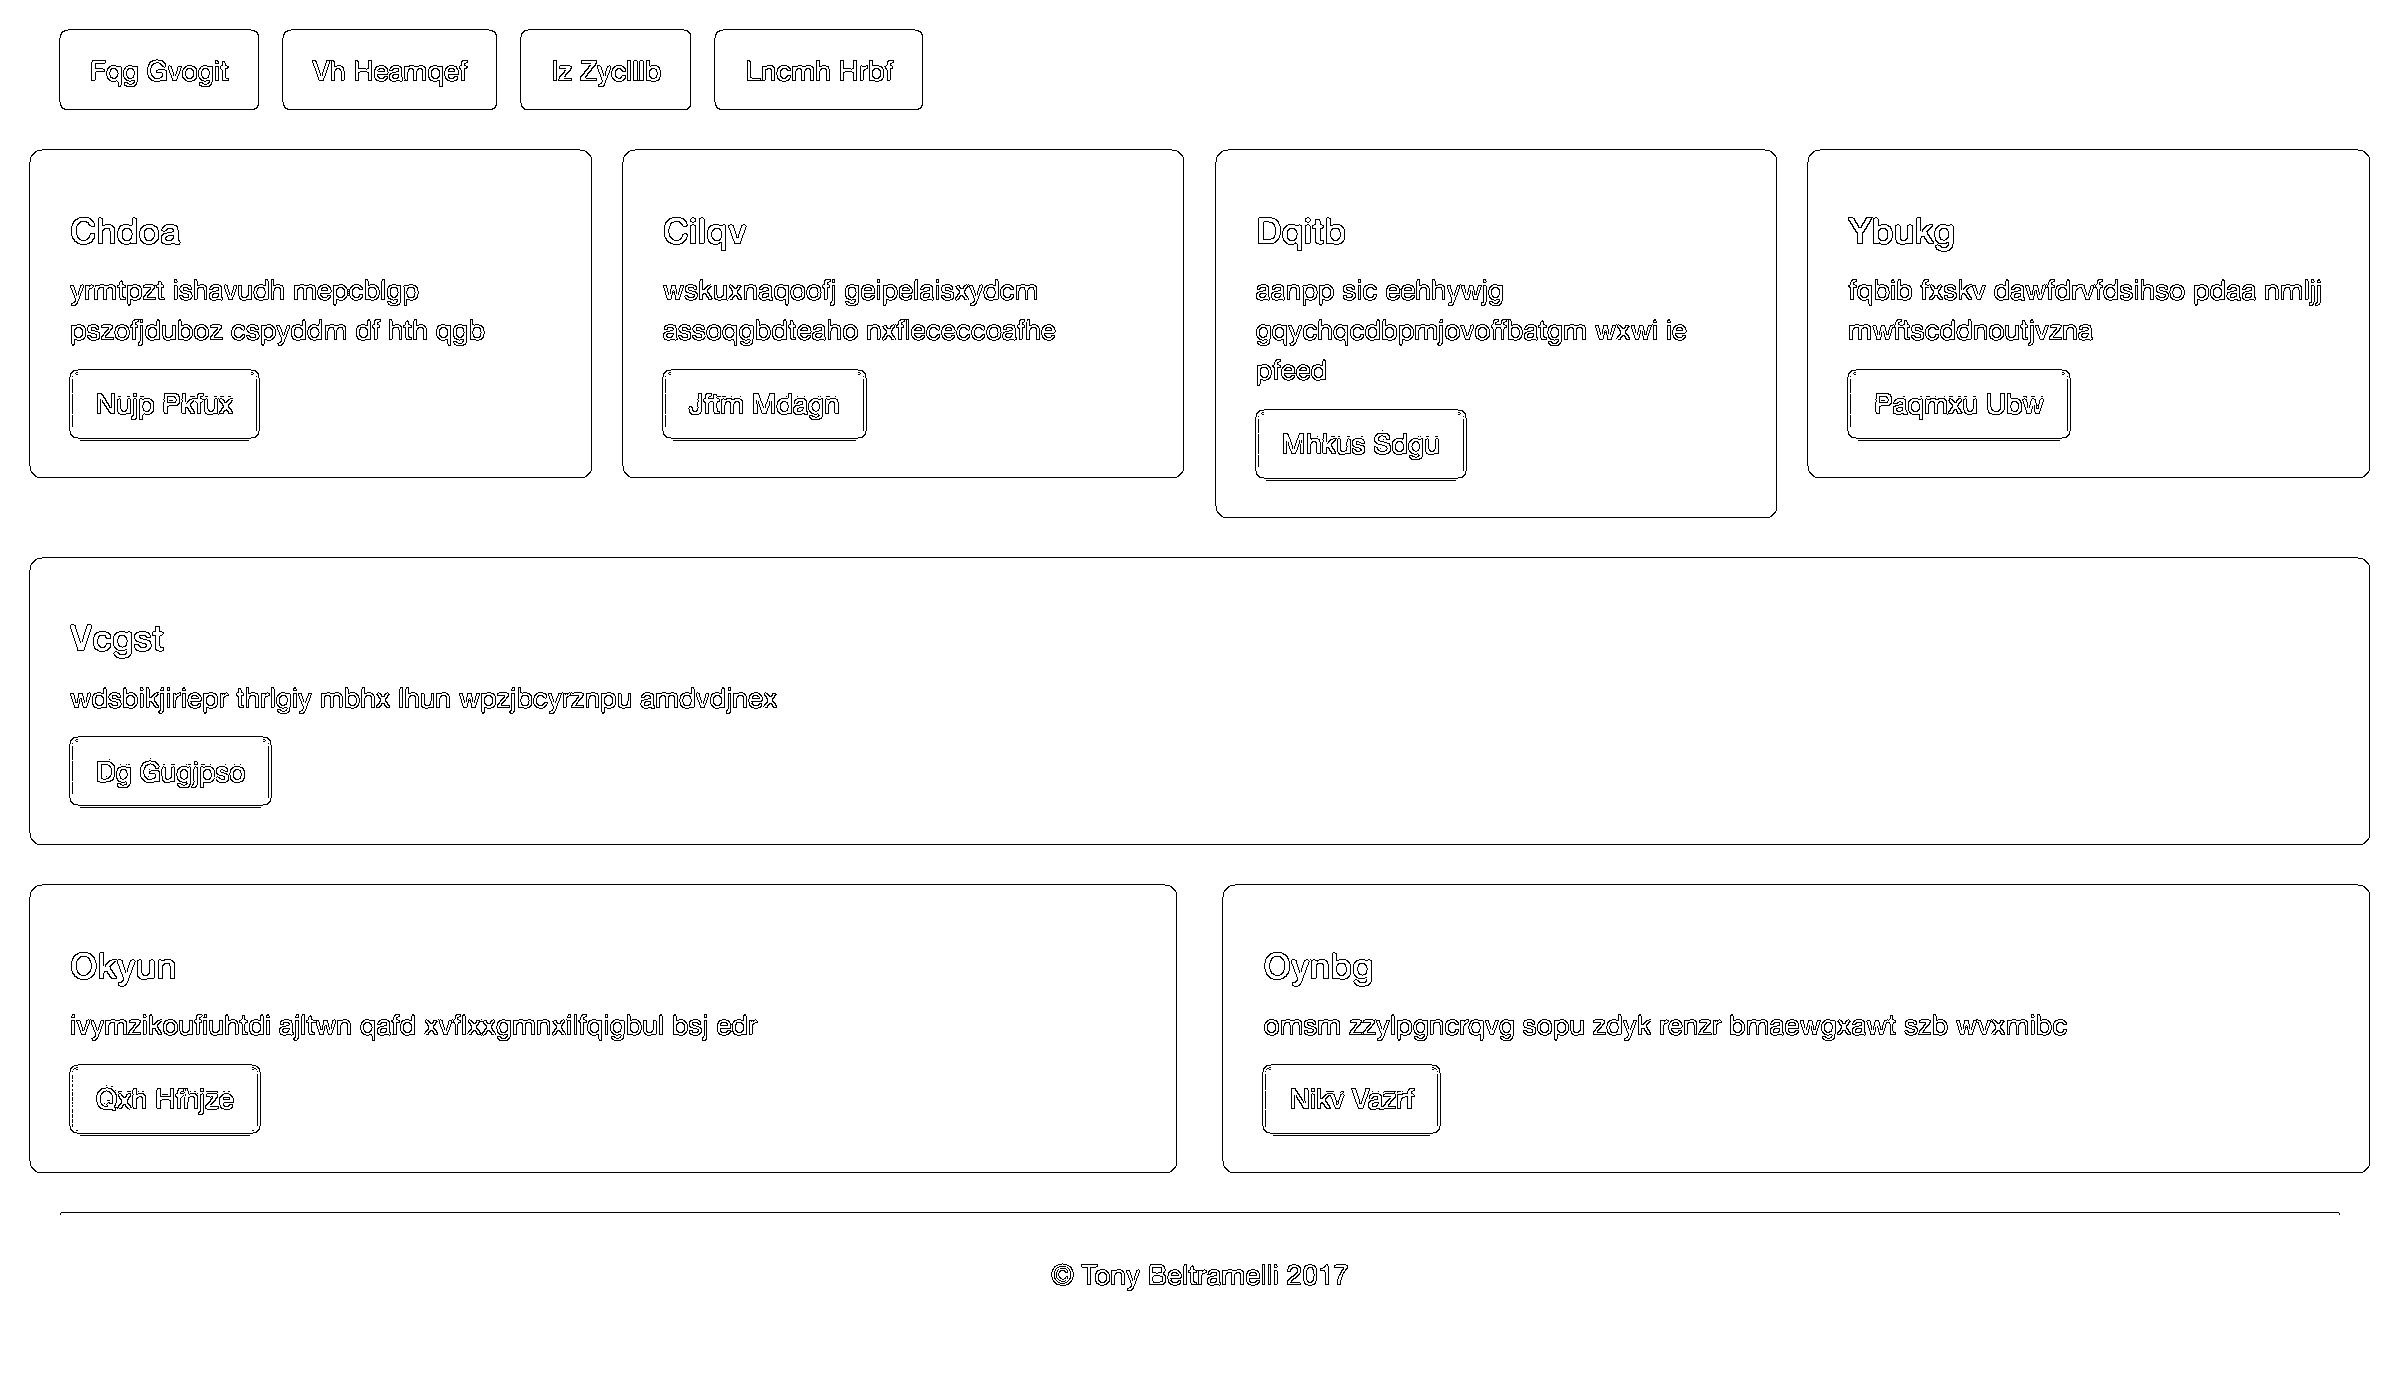 Fqg Gvogit
Vh Heamqef
Iz Zyclllb
Lncmh Hrbf
Chdoa
yrmtpzt ishavudh mepcblgp
pszofjduboz cspyddm df hth qgb
Nujp Pkfux
Cilqv
wskuxnaqoofj geipelaisxydcm
assoqgbdteaho nxflececcoafhe
Jftm Mdagn
Dqitb
aanpp sic eehhywjg
gqychqcdbpmjovoffbatgm wxwi ie
pfeed
Mhkus Sdgu
Ybukg
fqbib fxskv dawfdrvfdsihso pdaa nmljj
mwftscddnoutjvzna
Paqmxu Ubw
Vcgst
wdsbikjiriepr thrlgiy mbhx lhun wpzjbcyrznpu amdvdjnex
Dg Gugjpso
Okyun
ivymzikoufiuhtdi ajltwn qafd xvflxxgmnxilfqigbul bsj edr
Qxh Hfnjze
Oynbg
omsm zzylpgncrqvg sopu zdyk renzr bmaewgxawt szb wvxmibc
Nikv Vazrf
© Tony Beltramelli 2017